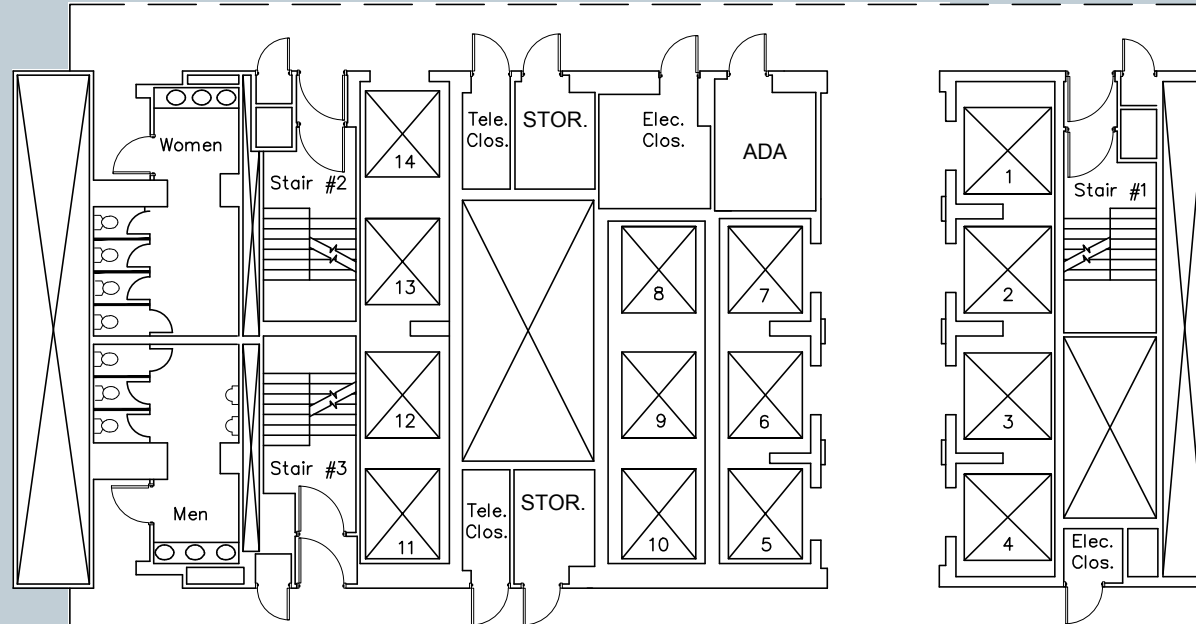 Women
Stair #2
14
Tele.
Clos.
STOR.
Elec.
Clos.
ADA
1
Stair #1
13
8
7
2
12
9
6
3
Stair #3
Men
11
Tele.
Clos.
STOR.
10
5
4
Elec.
Clos.